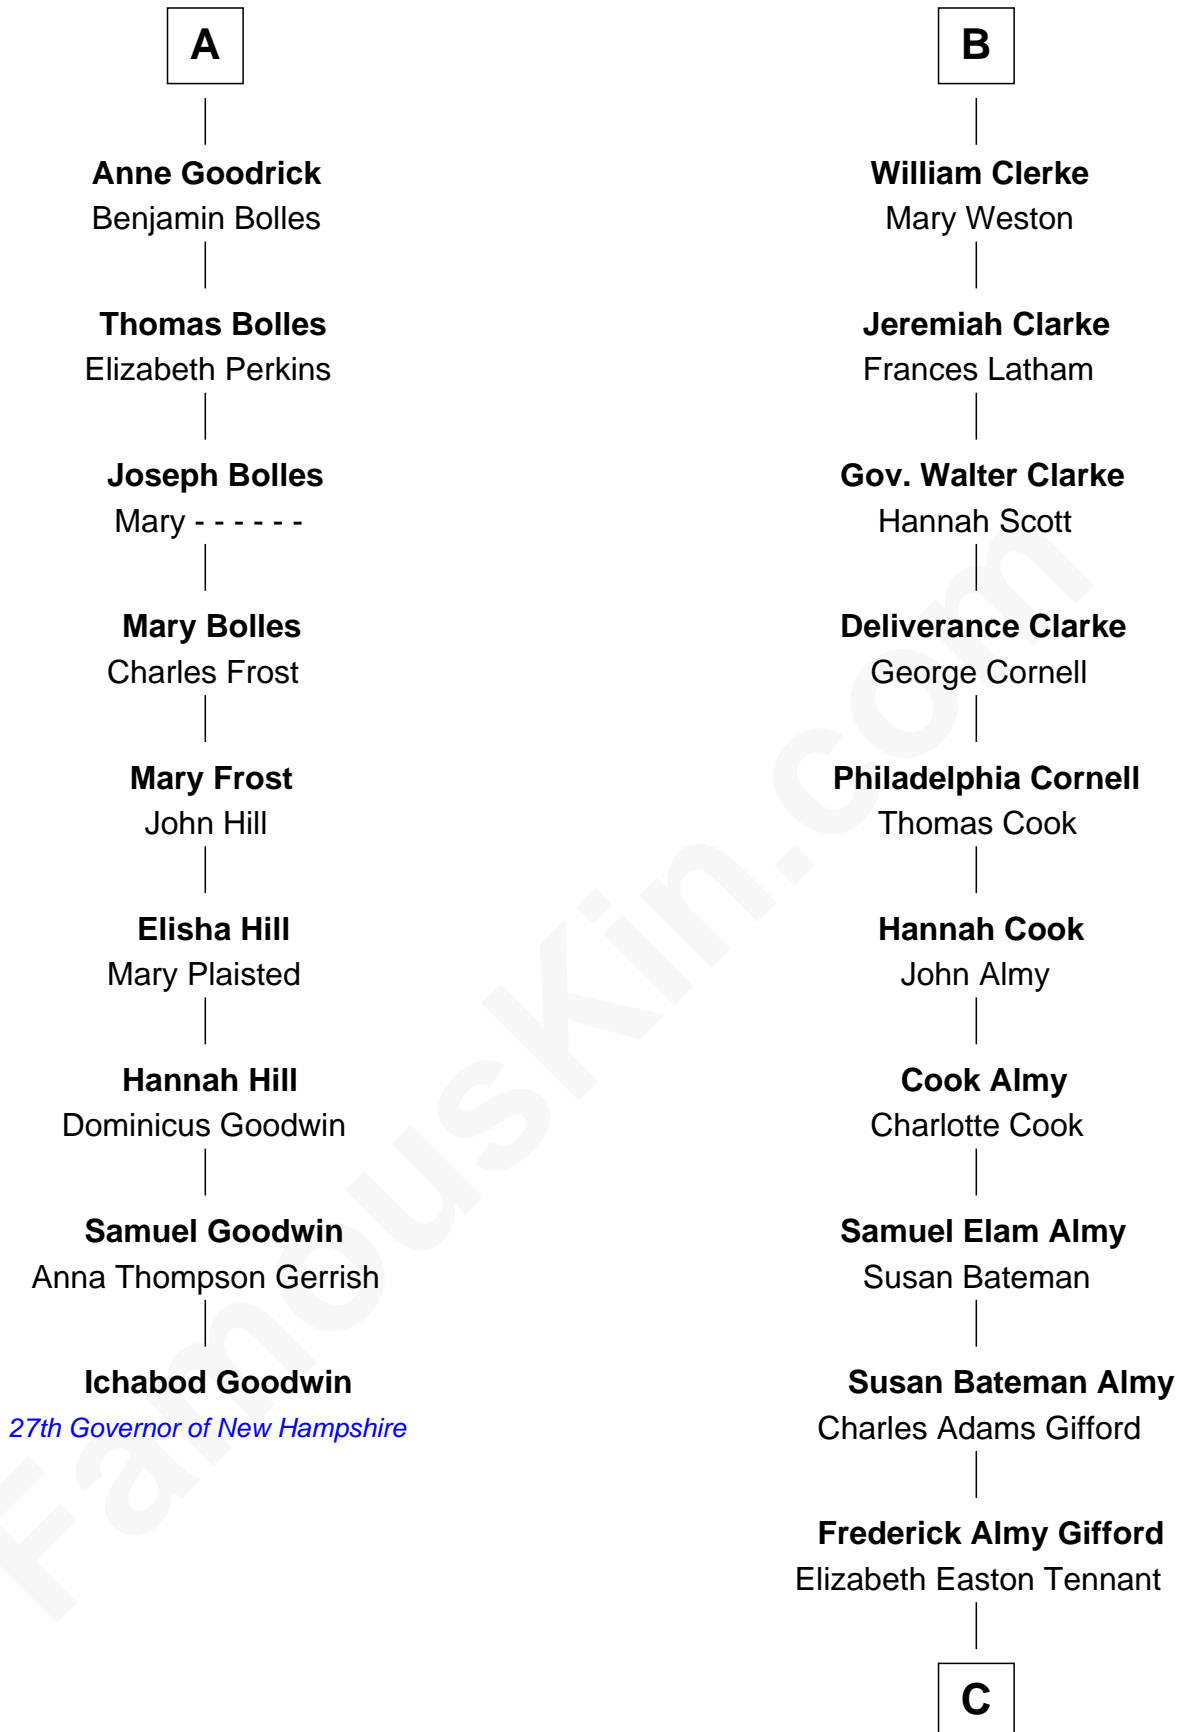 A
Anne Goodrick
Benjamin Bolles
Thomas Bolles
Elizabeth Perkins
Joseph Bolles
Mary - - - - - -
Mary Bolles
Charles Frost
Mary Frost
John Hill
Elisha Hill
Mary Plaisted
Hannah Hill
Dominicus Goodwin
Samuel Goodwin
Anna Thompson Gerrish
Ichabod Goodwin
27th Governor of New Hampshire
B
William Clerke
Mary Weston
Jeremiah Clarke
Frances Latham
Gov. Walter Clarke
Hannah Scott
Deliverance Clarke
George Cornell
Philadelphia Cornell
Thomas Cook
Hannah Cook
John Almy
Cook Almy
Charlotte Cook
Samuel Elam Almy
Susan Bateman
Susan Bateman Almy
Charles Adams Gifford
Frederick Almy Gifford
Elizabeth Easton Tennant
C
FamousKin.com